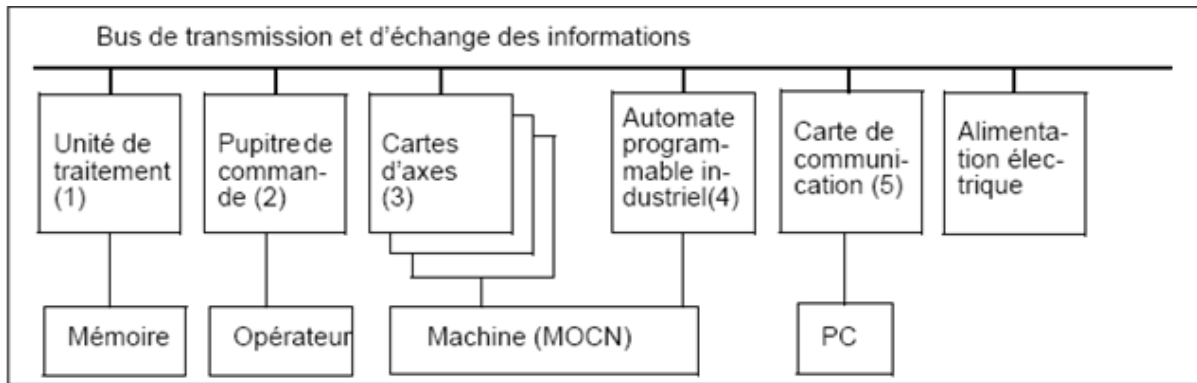 Bus de transmission et d'échange des informations
Unité de
traitement
(1)
Pupitre de
comman-
de (2)
Cartes
d'axes
(3)
Automate
program-
mable in-
dustriel(4)
Carte de
communi-
cation (5)
Alimenta-
tion élec-
trique
Mémoire
Opérateur
Machine (MOCN)
PC